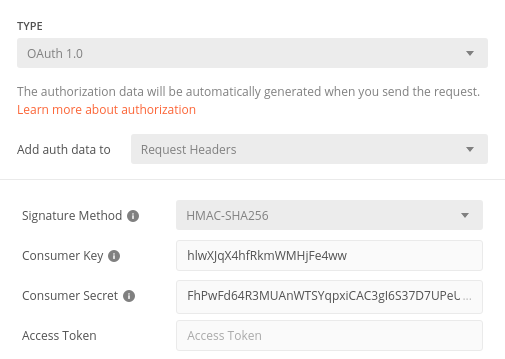 TYPE
OAuth 1.0
The authorization data will be automatically generated when you send the request.
Learn more about authorization
Add auth data to Request Headers
Signature Method HMAC-SHA256
Consumer Key hlwXJqX4hfRkmWMHjFe4ww
Consumer Secret FhPwFd64R3MUAnWTSYqpxiCAC3gI6S37D7UPeU...
Access Token Access Token